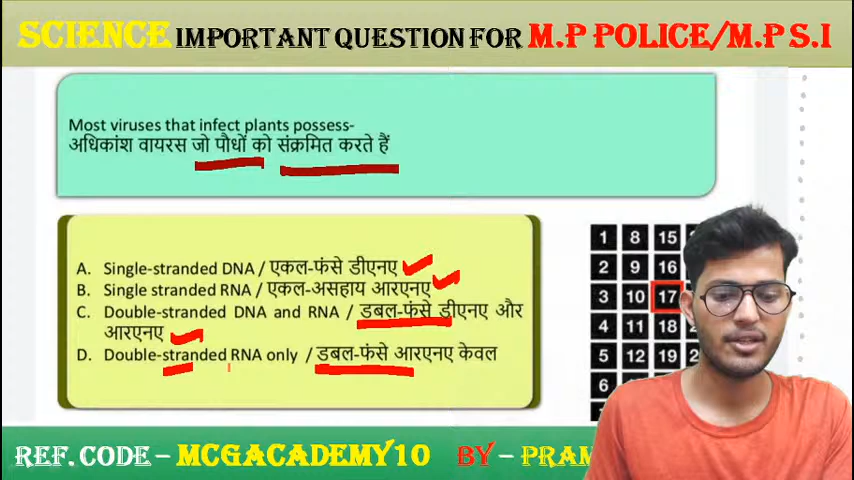 SCIENCE IMPORTANT QUESTION FOR M.P POLICE/M.P S.I
Most viruses that infect plants possess-
अधिकांश वायरस जो पौधों को संक्रमित करते हैं
A. Single-stranded DNA / एकल-फंसे डीएनए
B. Single stranded RNA / एकल-असहाय आरएनए
C. Double-stranded DNA and RNA / डबल-फंसे डीएनए और
आरएनए
D. Double-stranded RNA only / डबल-फंसे आरएनए केवल
1 8 15
2 9 16
3 10 17
4 11 18
5 12 19
6
REF. CODE – MCGACADEMY10 BY – PRAM